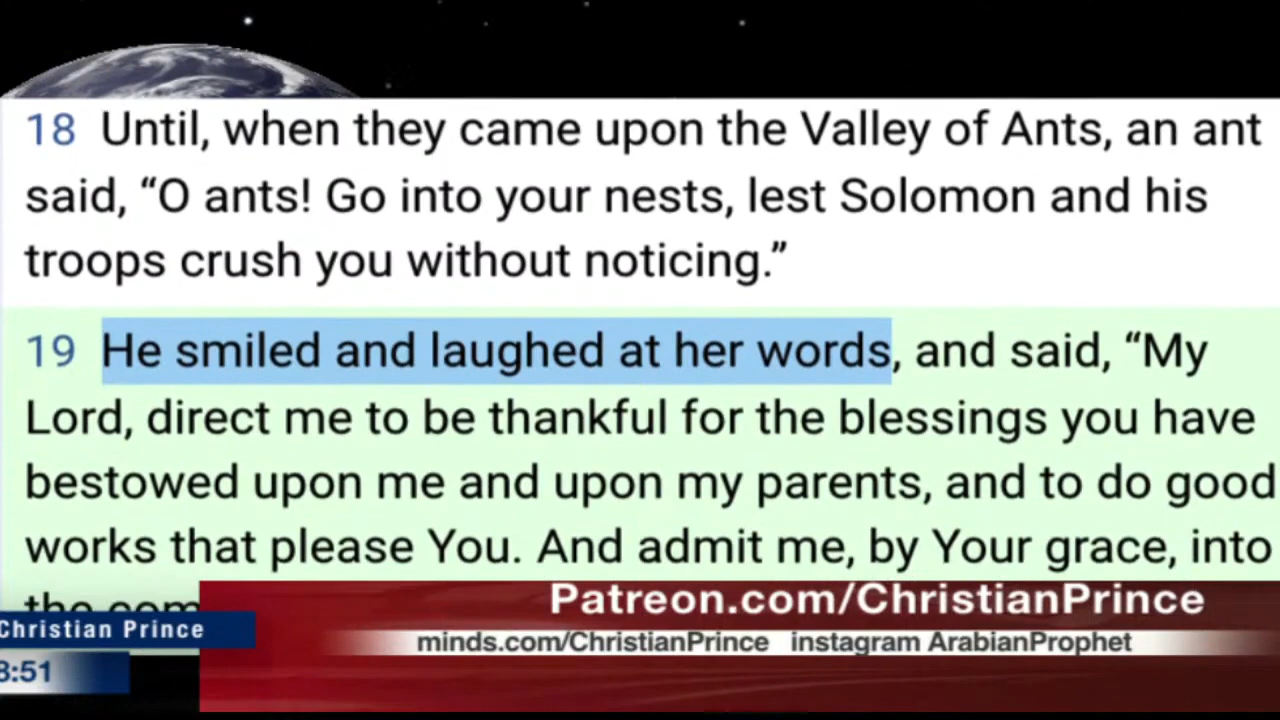 18 Until, when they came upon the Valley of Ants, an ant
said, “O ants! Go into your nests, lest Solomon and his
troops crush you without noticing.”
19 He smiled and laughed at her words, and said, “My
Lord, direct me to be thankful for the blessings you have
bestowed upon me and upon my parents, and to do good
works that please You. And admit me, by Your grace, into
the
Patreon.com/ChristianPrince
Christian Prince
minds.com/ChristianPrince instagram ArabianProphet
8:51